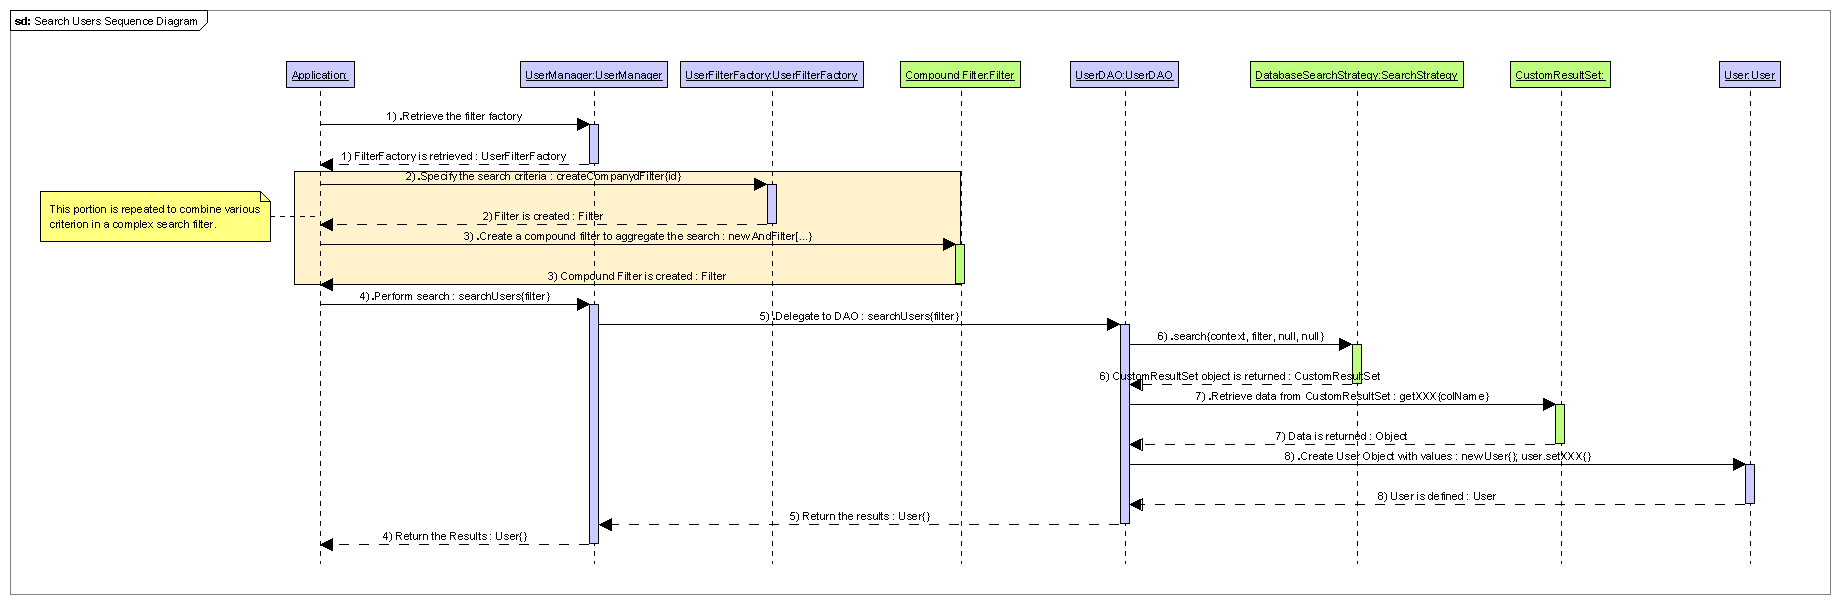 sd: Search Users Sequence Diagram
Application:
UserManager:UserManager
UserFilterFactory:UserFilterFactory
Compound Filter:Filter
UserDAO:UserDAO
DatabaseSearchStrategy:SearchStrategy
CustomResultSet:
User:User
1) .Retrieve the filter factory
1) FilterFactory is retrieved : UserFilterFactory
2) .Specify the search criteria : createCompanydFilter{id}
This portion is repeated to combine various
criterion in a complex search filter.
2) Filter is created : Filter
3) .Create a compound filter to aggregate the search : new AndFilter[...}
3) Compound Filter is created : Filter
4) .Perform search : searchUsers{filter}
5) .Delegate to DAO : searchUsers{filter}
6) .search{context, filter, null, null}
6) CustomResultSet object is returned : CustomResultSet
7) .Retrieve data from CustomResultSet : getXXX{colName}
7) Data is returned : Object
8) .Create User Object with values : new User{}; user.setXXX{}
8) User is defined : User
5) Return the results : User{}
4) Return the Results : User{}